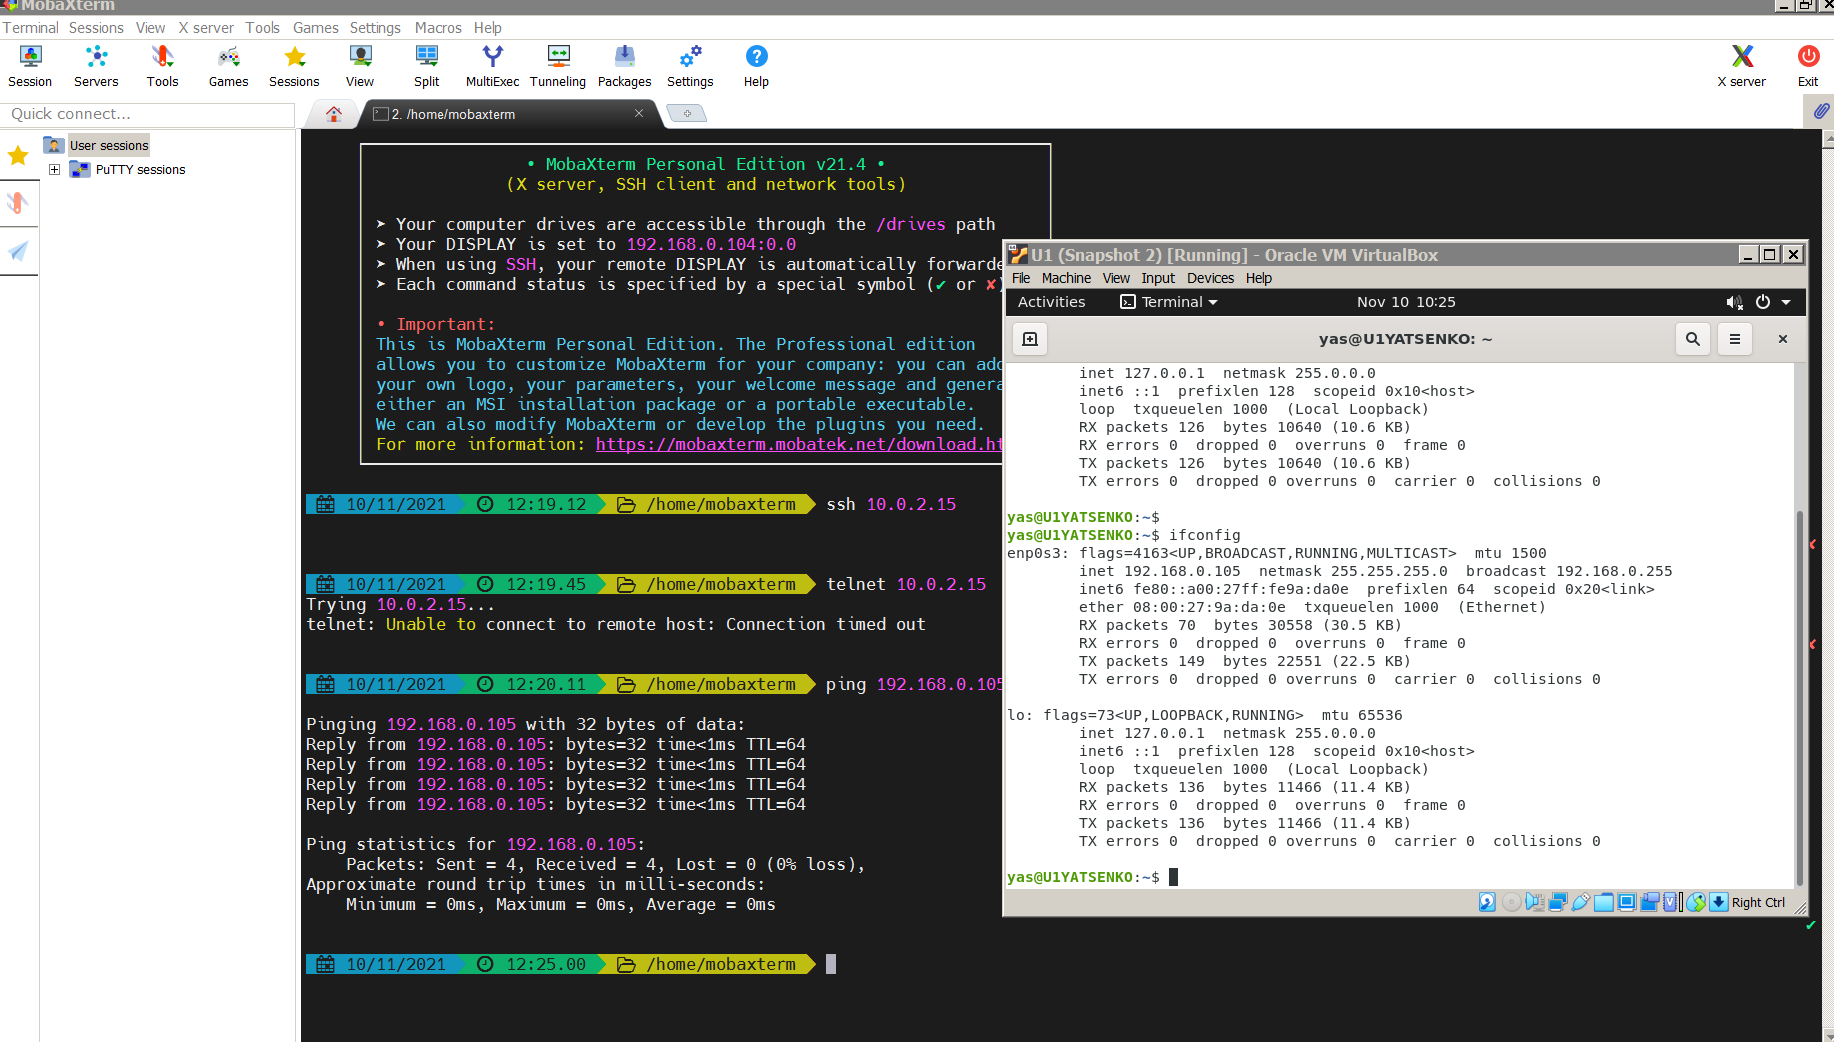 MobaXterm
Terminal Sessions View X server Tools Games Settings Macros Help
Session Servers Tools Games Sessions View Split MultiExec Tunneling Packages Settings Help X server Exit
Quick connect...
2. /home/mobaxterm
User sessions
PuTTY sessions
• MobaXterm Personal Edition v21.4 •
(X server, SSH client and network tools)
➤ Your computer drives are accessible through the /drives path
➤ Your DISPLAY is set to 192.168.0.104:0.0
➤ When using SSH, your remote DISPLAY is automatically forwarde
➤ Each command status is specified by a special symbol (✔ or ✘)
• Important:
This is MobaXterm Personal Edition. The Professional edition
allows you to customize MobaXterm for your company: you can add
your own logo, your parameters, your welcome message and genera
either an MSI installation package or a portable executable.
We can also modify MobaXterm or develop the plugins you need.
For more information: https://mobaxterm.mobatek.net/download.ht
10/11/2021 12:19.12 /home/mobaxterm ssh 10.0.2.15
10/11/2021 12:19.45 /home/mobaxterm telnet 10.0.2.15
Trying 10.0.2.15...
telnet: Unable to connect to remote host: Connection timed out
10/11/2021 12:20.11 /home/mobaxterm ping 192.168.0.105
Pinging 192.168.0.105 with 32 bytes of data:
Reply from 192.168.0.105: bytes=32 time<1ms TTL=64
Reply from 192.168.0.105: bytes=32 time<1ms TTL=64
Reply from 192.168.0.105: bytes=32 time<1ms TTL=64
Reply from 192.168.0.105: bytes=32 time<1ms TTL=64
Ping statistics for 192.168.0.105:
Packets: Sent = 4, Received = 4, Lost = 0 (0% loss),
Approximate round trip times in milli-seconds:
Minimum = 0ms, Maximum = 0ms, Average = 0ms
10/11/2021 12:25.00 /home/mobaxterm
U1 (Snapshot 2) [Running] - Oracle VM VirtualBox
File Machine View Input Devices Help
Activities Terminal Nov 10 10:25
yas@U1YATSENKO: ~
inet 127.0.0.1 netmask 255.0.0.0
inet6 ::1 prefixlen 128 scopeid 0x10<host>
loop txqueuelen 1000 (Local Loopback)
RX packets 126 bytes 10640 (10.6 KB)
RX errors 0 dropped 0 overruns 0 frame 0
TX packets 126 bytes 10640 (10.6 KB)
TX errors 0 dropped 0 overruns 0 carrier 0 collisions 0
yas@U1YATSENKO:~$
yas@U1YATSENKO:~$ ifconfig
enp0s3: flags=4163<UP,BROADCAST,RUNNING,MULTICAST> mtu 1500
inet 192.168.0.105 netmask 255.255.255.0 broadcast 192.168.0.255
inet6 fe80::a00:27ff:fe9a:da0e prefixlen 64 scopeid 0x20<link>
ether 08:00:27:9a:da:0e txqueuelen 1000 (Ethernet)
RX packets 70 bytes 30558 (30.5 KB)
RX errors 0 dropped 0 overruns 0 frame 0
TX packets 149 bytes 22551 (22.5 KB)
TX errors 0 dropped 0 overruns 0 carrier 0 collisions 0
lo: flags=73<UP,LOOPBACK,RUNNING> mtu 65536
inet 127.0.0.1 netmask 255.0.0.0
inet6 ::1 prefixlen 128 scopeid 0x10<host>
loop txqueuelen 1000 (Local Loopback)
RX packets 136 bytes 11466 (11.4 KB)
RX errors 0 dropped 0 overruns 0 frame 0
TX packets 136 bytes 11466 (11.4 KB)
TX errors 0 dropped 0 overruns 0 carrier 0 collisions 0
yas@U1YATSENKO:~$
Right Ctrl